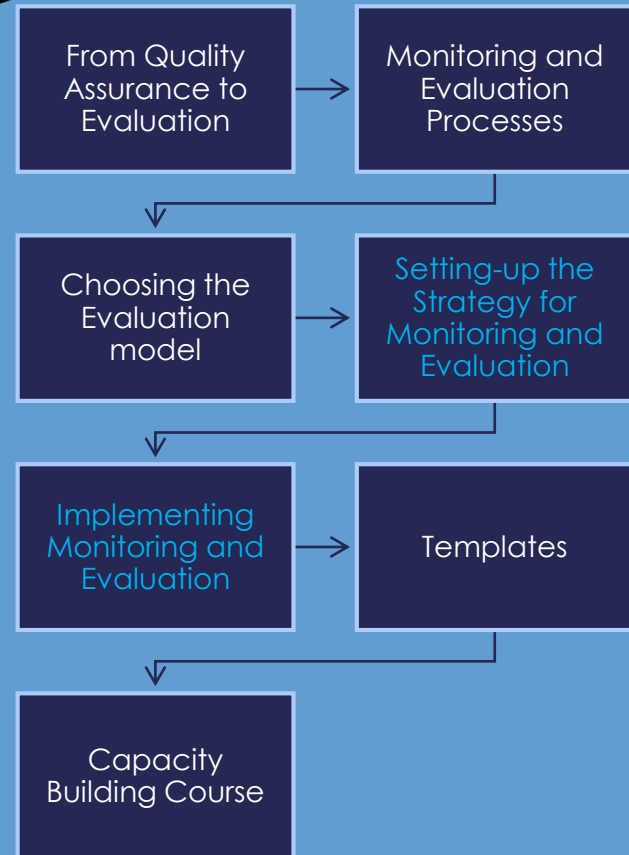 From Quality
Assurance to
Evaluation
Monitoring and
Evaluation
Processes
Choosing the
Evaluation
model
Setting-up the
Strategy for
Monitoring and
Evaluation
Implementing
Monitoring and
Evaluation
Templates
Capacity
Building Course